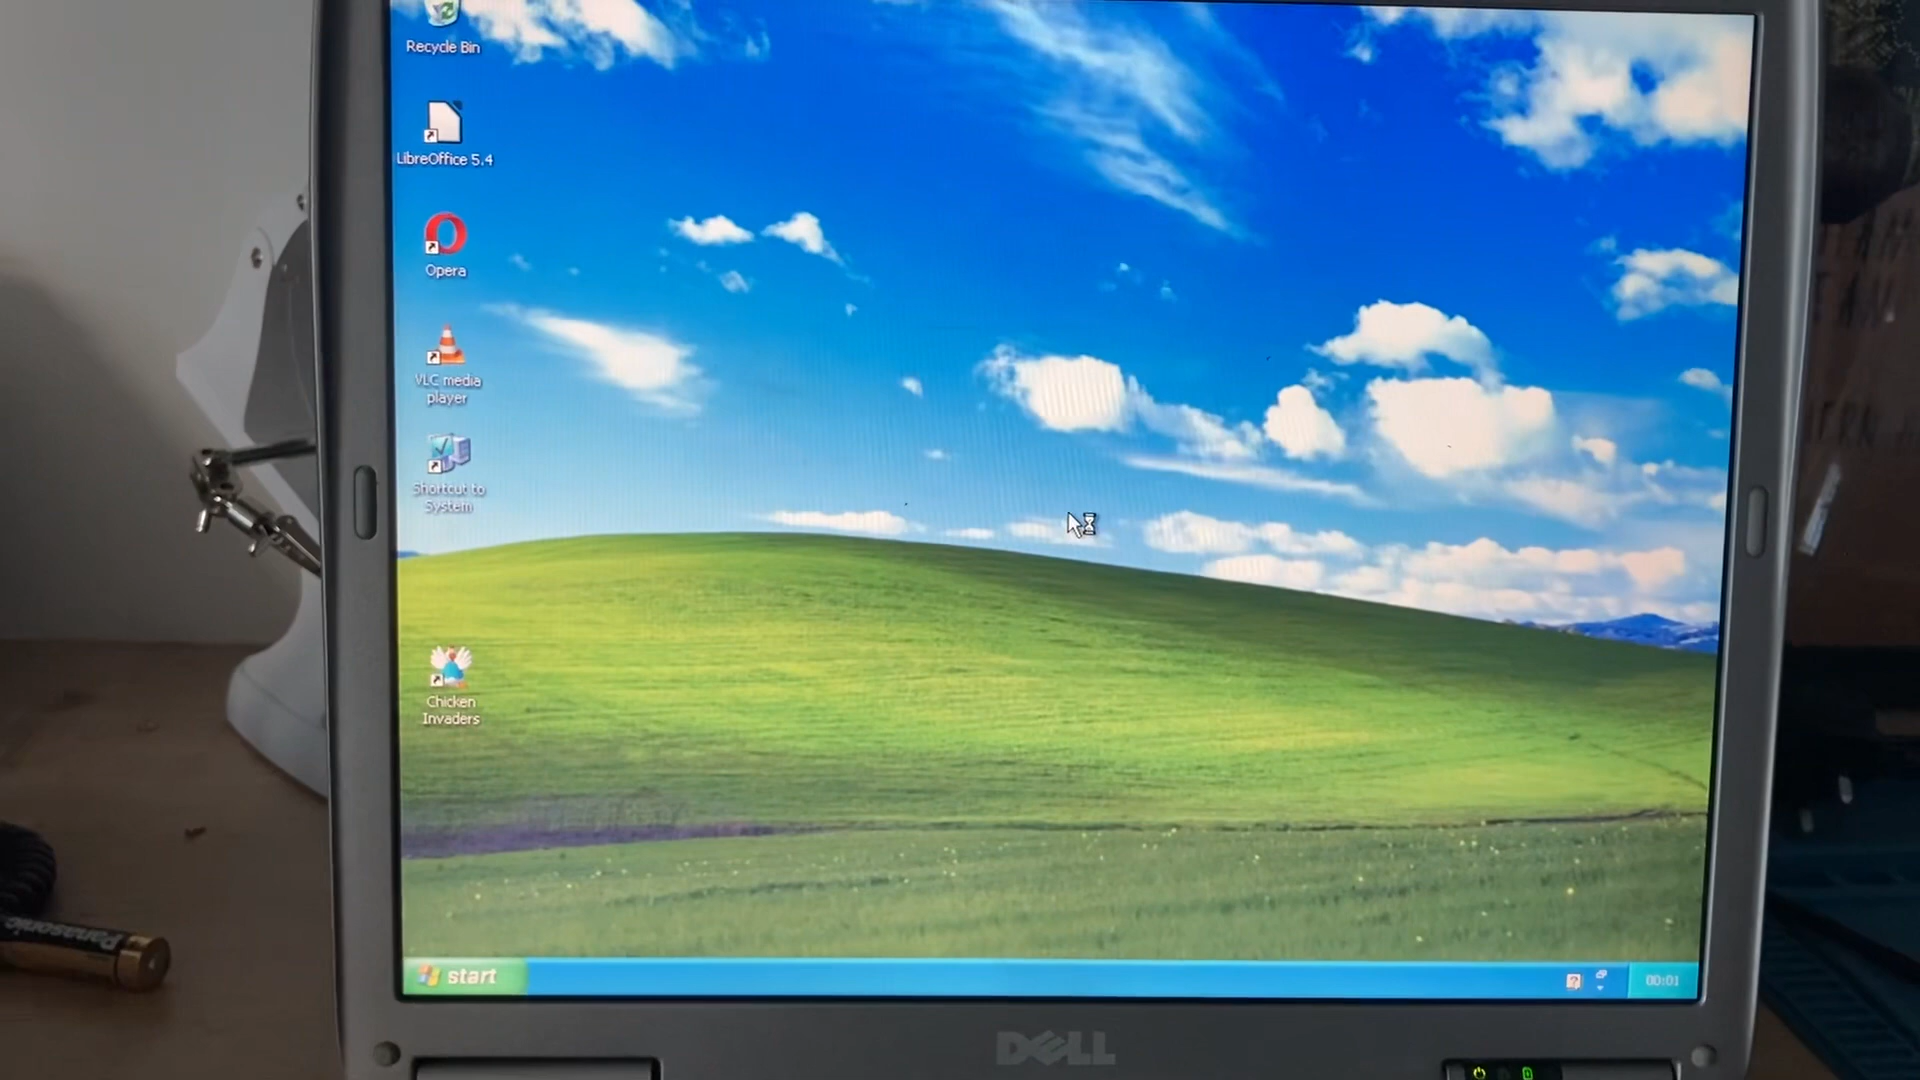 Recycle Bin
LibreOffice 5.4
Opera
VLC media
player
Shortcut to
System
Chicken
Invaders
start
00:01
DELL
Panasonic